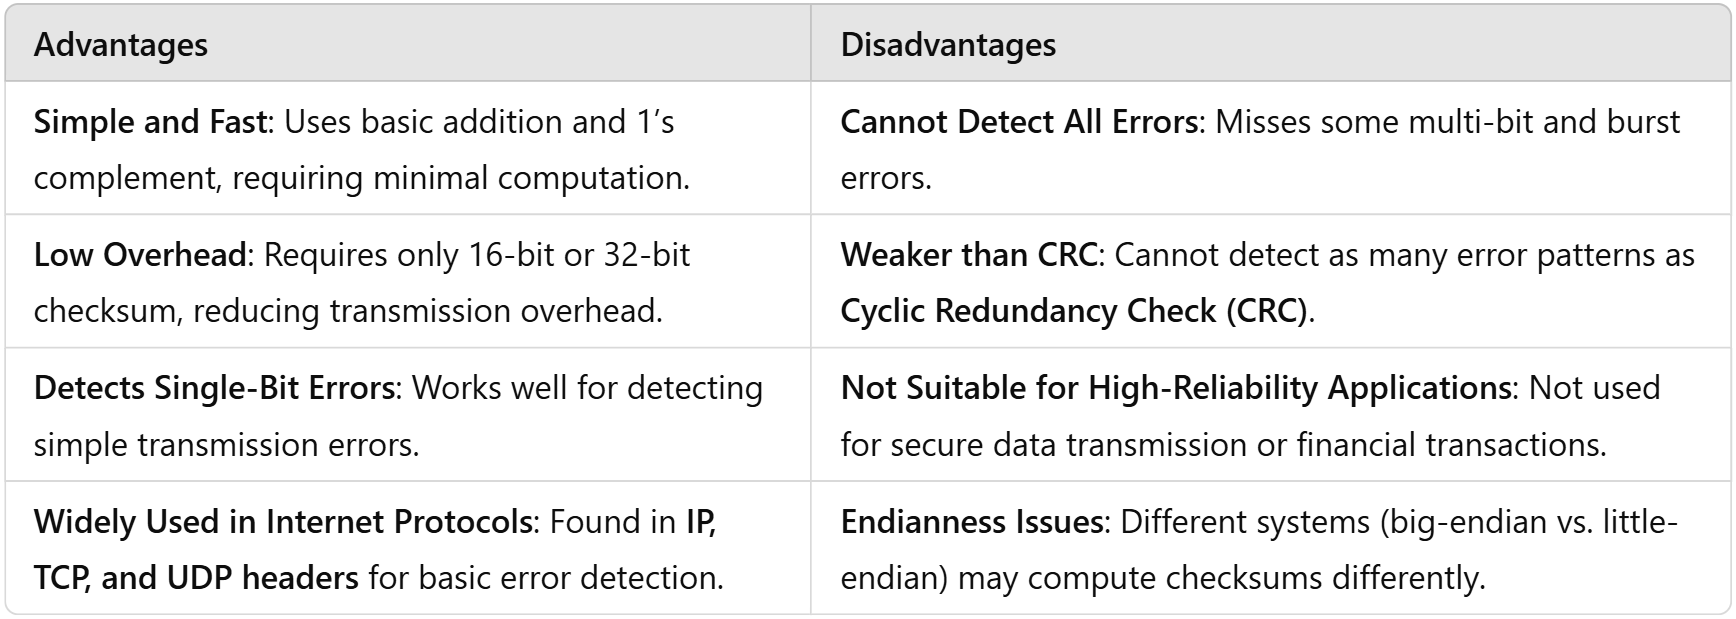 Advantages
Disadvantages
Simple and Fast: Uses basic addition and 1’s
complement, requiring minimal computation.
Cannot Detect All Errors: Misses some multi-bit and burst
errors.
Low Overhead: Requires only 16-bit or 32-bit
checksum, reducing transmission overhead.
Weaker than CRC: Cannot detect as many error patterns as
Cyclic Redundancy Check (CRC).
Detects Single-Bit Errors: Works well for detecting
simple transmission errors.
Not Suitable for High-Reliability Applications: Not used
for secure data transmission or financial transactions.
Widely Used in Internet Protocols: Found in IP,
TCP, and UDP headers for basic error detection.
Endianness Issues: Different systems (big-endian vs. little-
endian) may compute checksums differently.